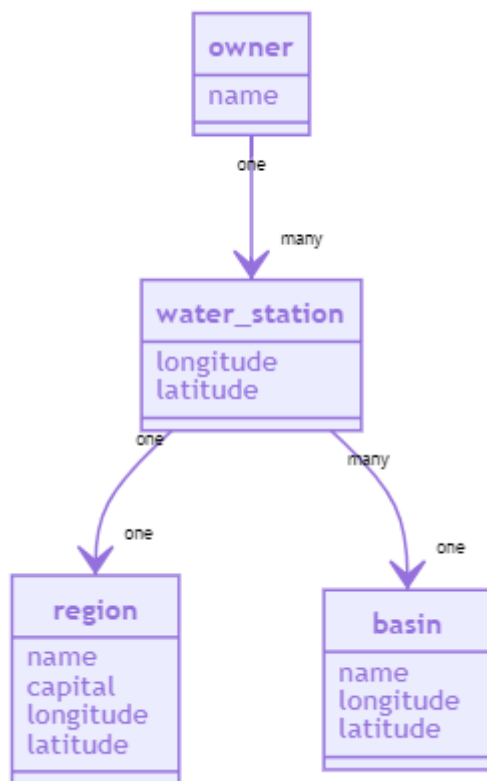 owner
name
one
many
water_station
longitude
latitude
one
many
one
one
region
name
capital
longitude
latitude
basin
name
longitude
latitude